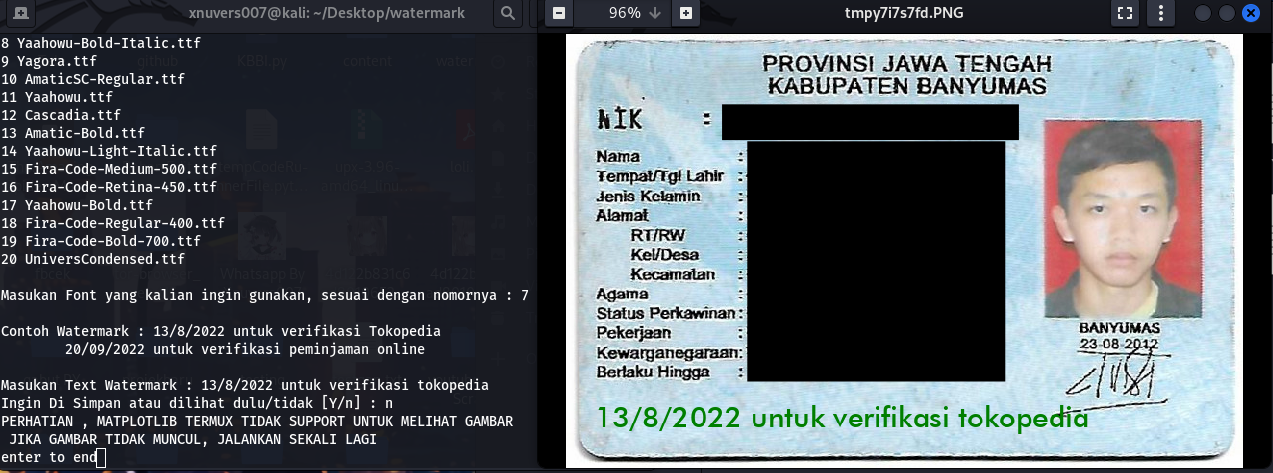 xnuvers007@kali: ~/Desktop/watermark
8 Yaahowu-Bold-Italic.ttf
9 Yagora.ttf
10 AmaticSC-Regular.ttf
11 Yaahowu.ttf
12 Cascadia.ttf
13 Amatic-Bold.ttf
14 Yaahowu-Light-Italic.ttf
15 Fira-Code-Medium-500.ttf
16 Fira-Code-Retina-450.ttf
17 Yaahowu-Bold.ttf
18 Fira-Code-Regular-400.ttf
19 Fira-Code-Bold-700.ttf
20 UniversCondensed.ttf
Masukan Font yang kalian ingin gunakan, sesuai dengan nomornya : 7
Contoh Watermark : 13/8/2022 untuk verifikasi Tokopedia
20/09/2022 untuk verifikasi peminjaman online
Masukan Text Watermark : 13/8/2022 untuk verifikasi tokopedia
Ingin Di Simpan atau dilihat dulu/tidak [Y/n] : n
PERHATIAN , MATPLOTLIB TERMUX TIDAK SUPPORT UNTUK MELIHAT GAMBAR
JIKA GAMBAR TIDAK MUNCUL, JALANKAN SEKALI LAGI
enter to end
96%
tmpy7i7s7fd.PNG
PROVINSI JAWA TENGAH
KABUPATEN BANYUMAS
NIK :
Nama :
Tempat/Tgl Lahir :
Jenis Kelamin :
Alamat :
RT/RW :
Kel/Desa :
Kecamatan :
Agama :
Status Perkawinan:
Pekerjaan :
Kewarganegaraan:
Berlaku Hingga :
BANYUMAS
23-08-2012
13/8/2022 untuk verifikasi tokopedia